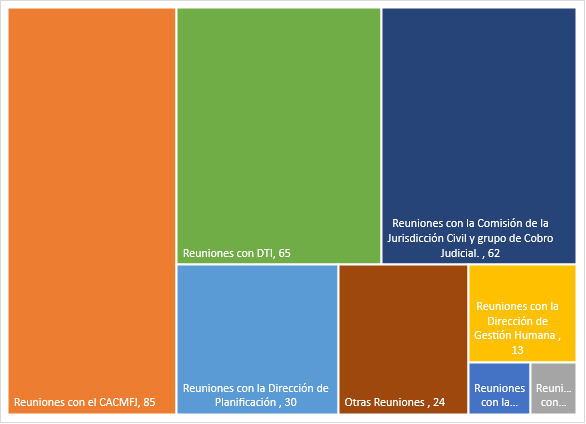 Reuniones con el CACMFJ, 85
Reuniones con DTI, 65
Reuniones con la Comisión de la
Jurisdicción Civil y grupo de Cobro
Judicial. , 62
Reuniones con la Dirección de
Planificación , 30
Otras Reuniones , 24
Reuniones con la
Dirección de
Gestión Humana ,
13
Reuniones
con la...
Reuni...
con...